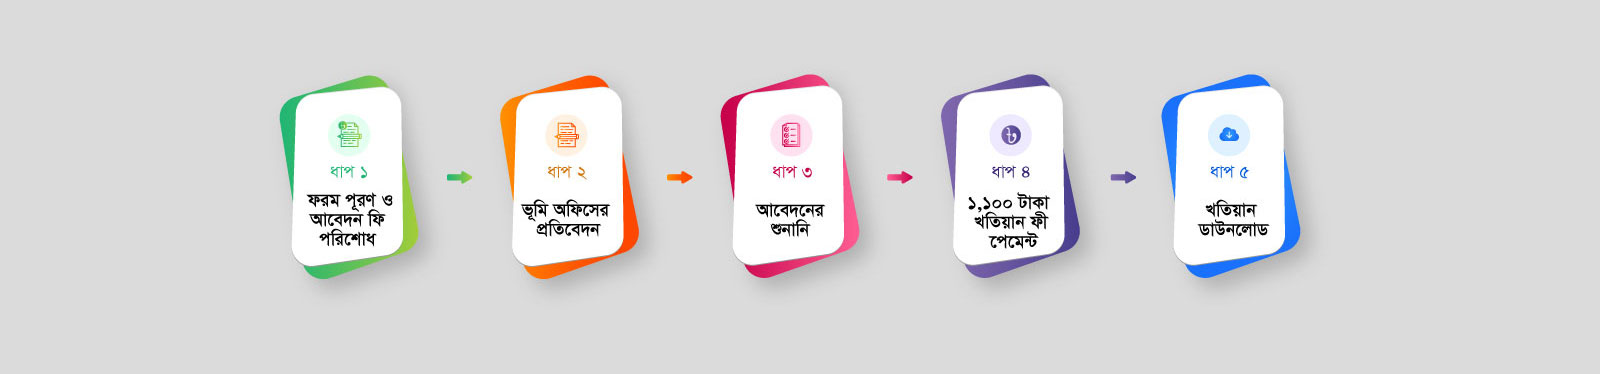 ধাপ ১
ফরম পূরণ ও
আবেদন ফি
পরিশোধ
ধাপ ২
ভূমি অফিসের
প্রতিবেদন
ধাপ ৩
আবেদনের
শুনানি
ধাপ ৪
১,১০০ টাকা
খতিয়ান ফী
পেমেন্ট
ধাপ ৫
খতিয়ান
ডাউনলোড